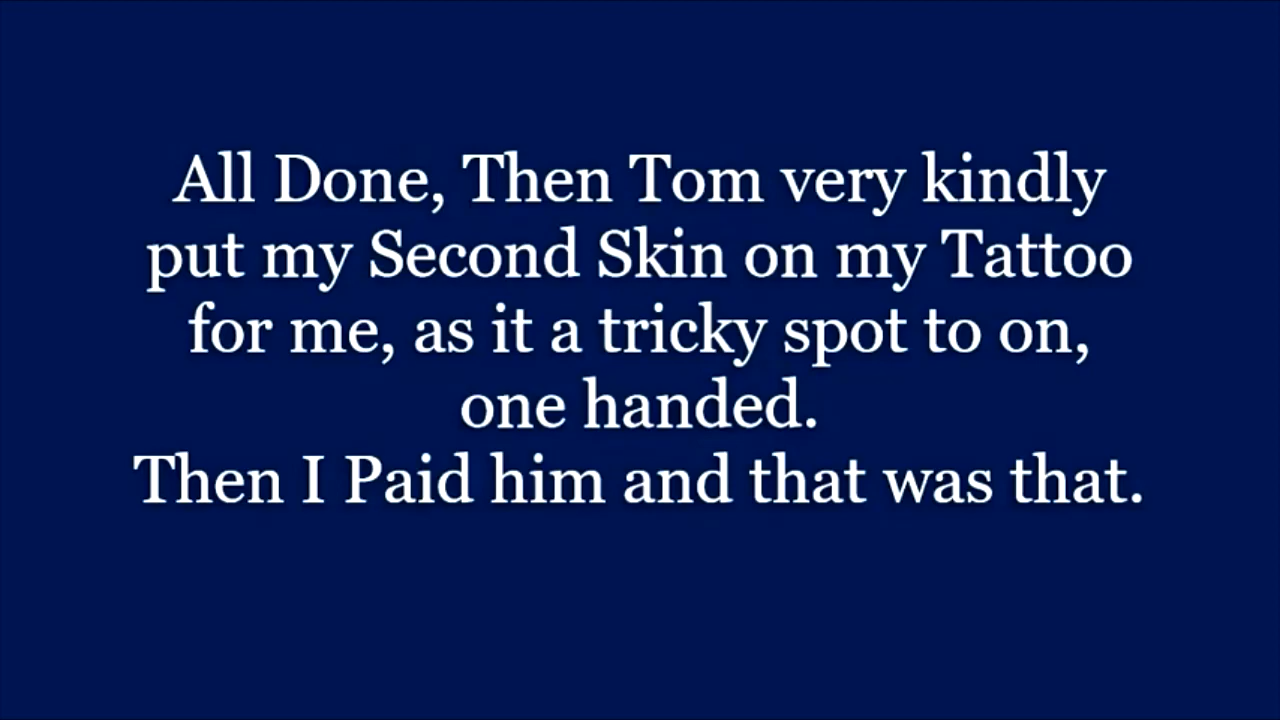 All Done, Then Tom very kindly
put my Second Skin on my Tattoo
for me, as it a tricky spot to on,
one handed.
Then I Paid him and that was that.